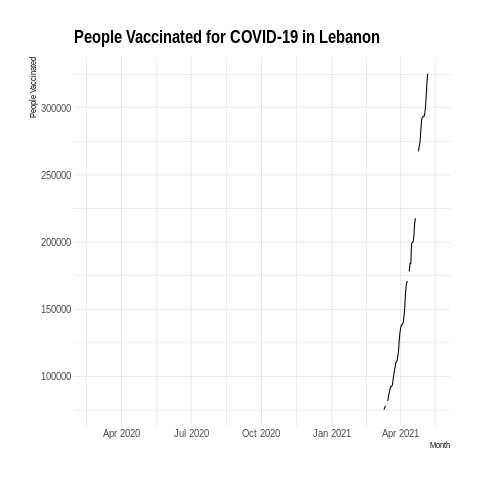 People Vaccinated for COVID-19 in Lebanon
People Vaccinated
300000
250000
200000
150000
100000
Apr 2020 Jul 2020 Oct 2020 Jan 2021 Apr 2021
Month